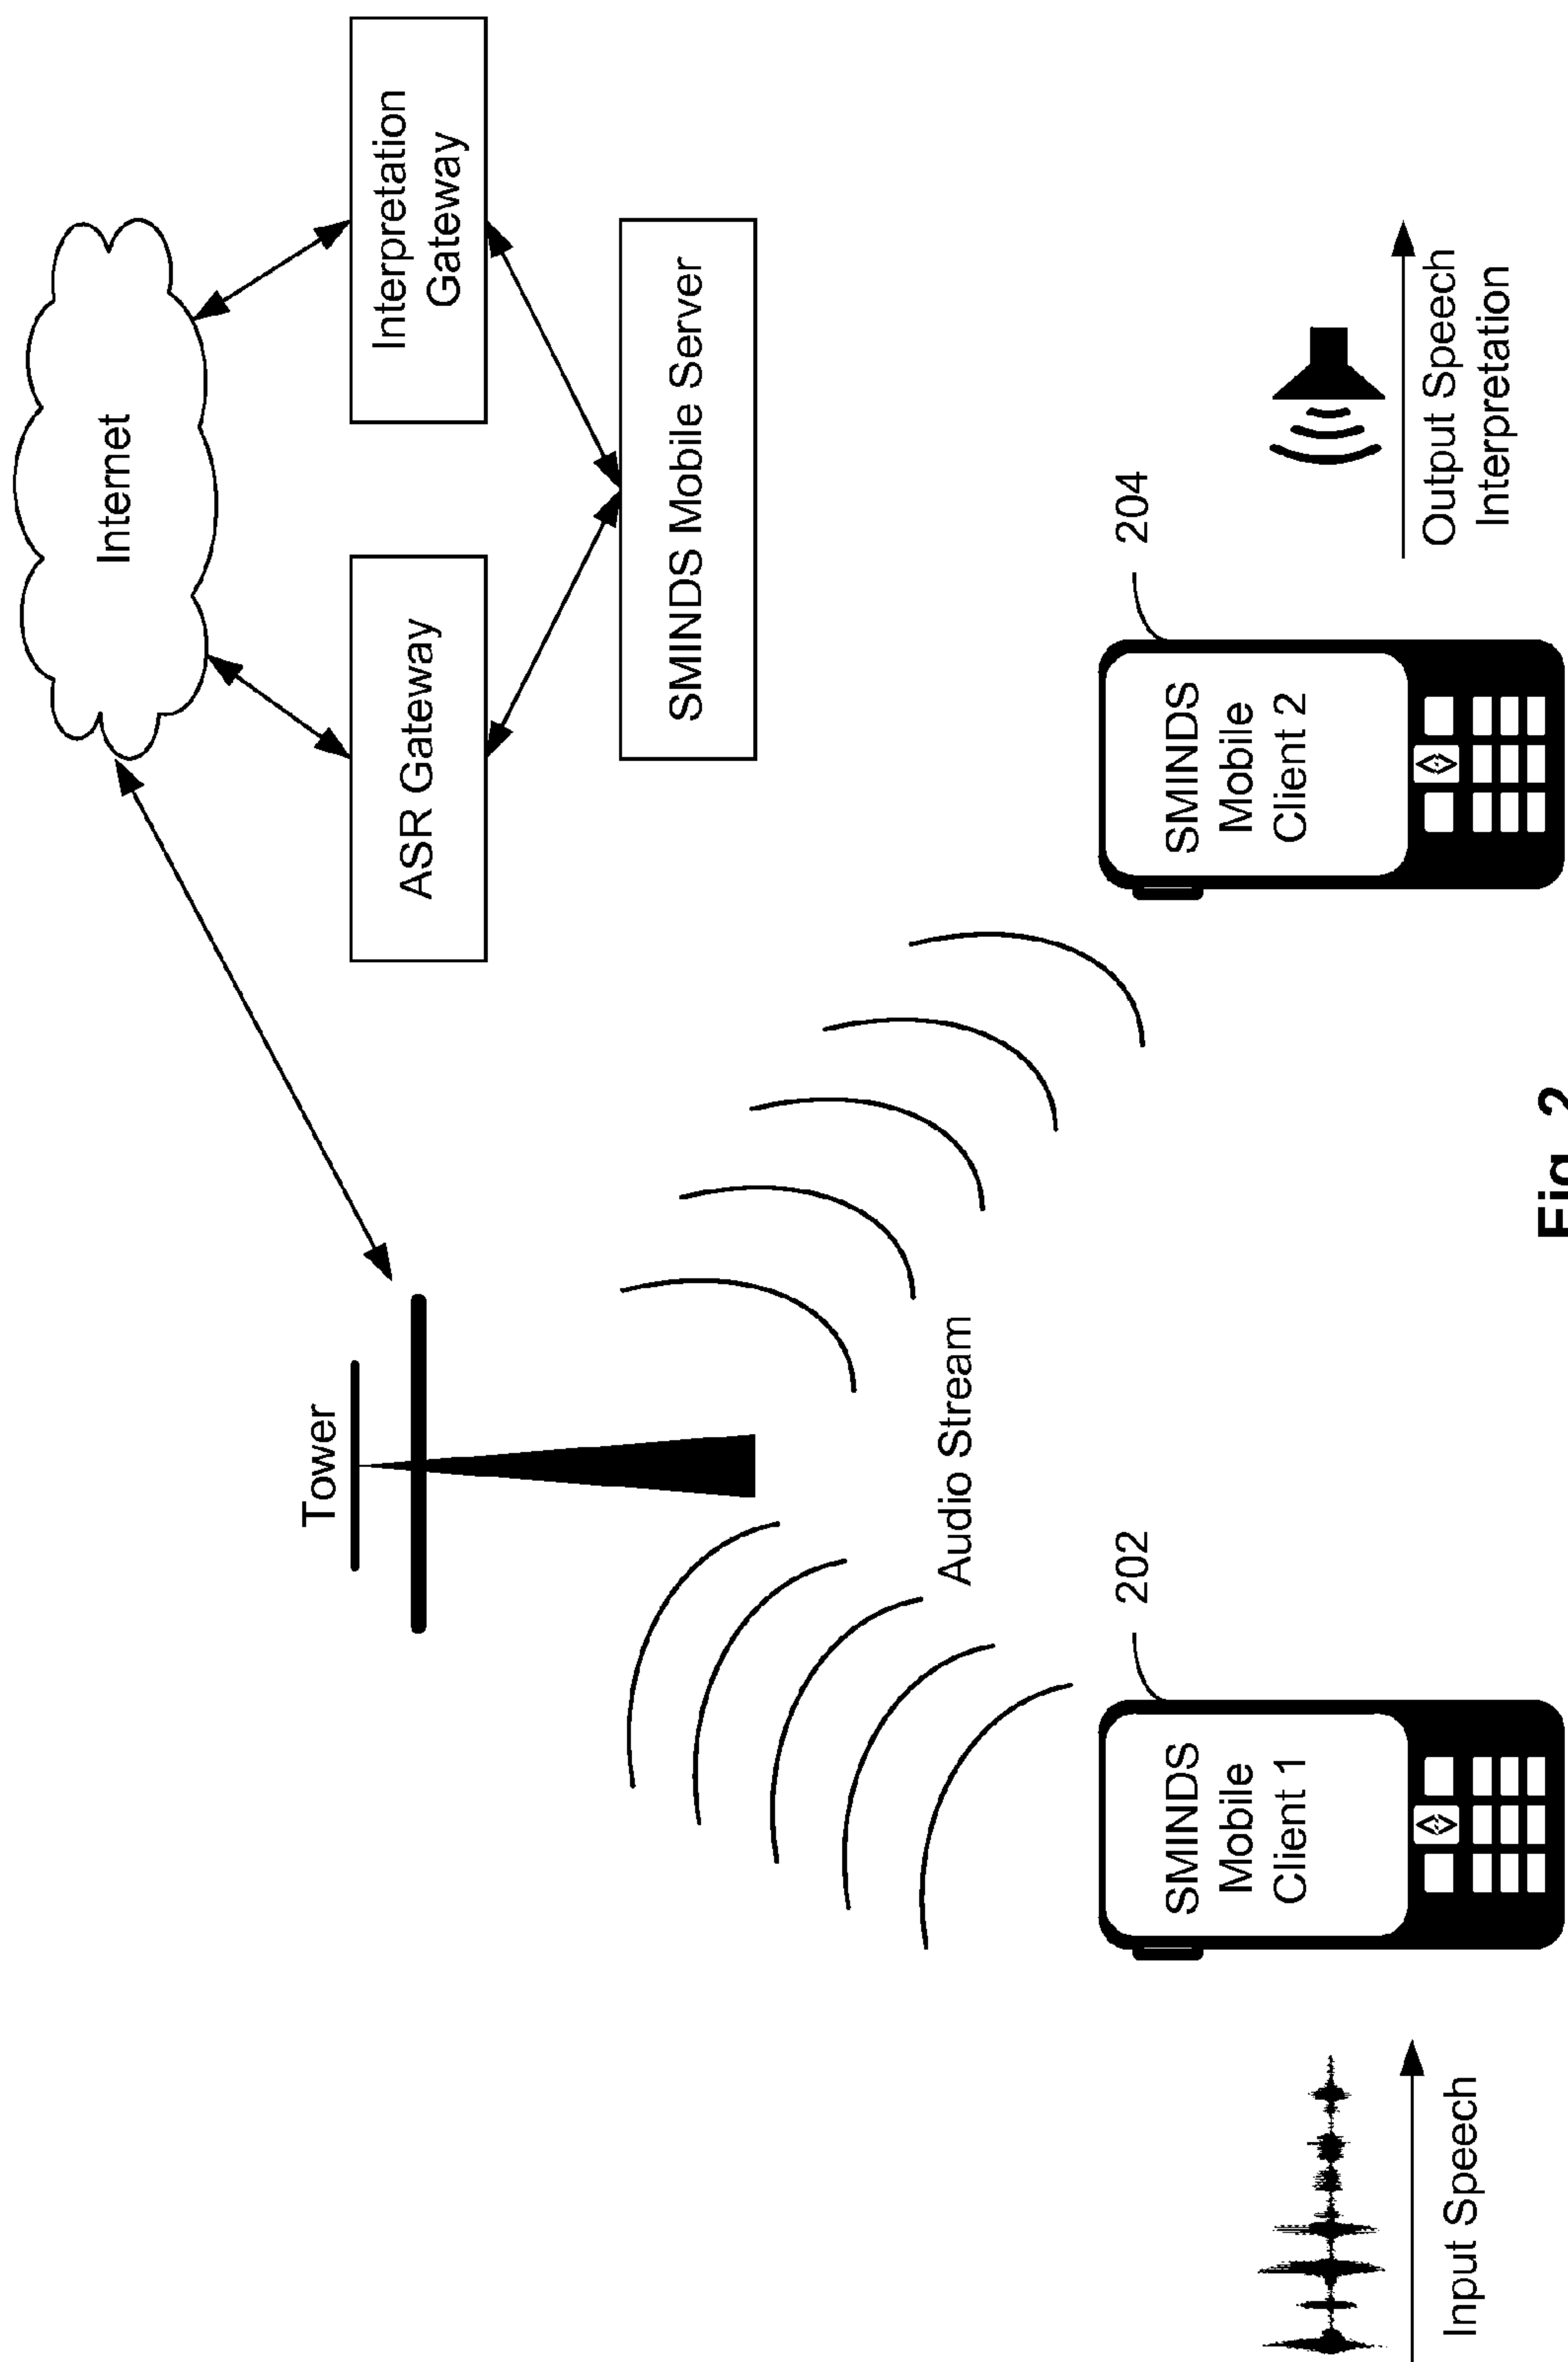 Internet
Tower
ASR Gateway
Interpretation
Gateway
SMINDS Mobile Server
Audio Stream
202
204
SMINDS
Mobile
Client 1
SMINDS
Mobile
Client 2
Input Speech
Output Speech
Interpretation
Fig. 2